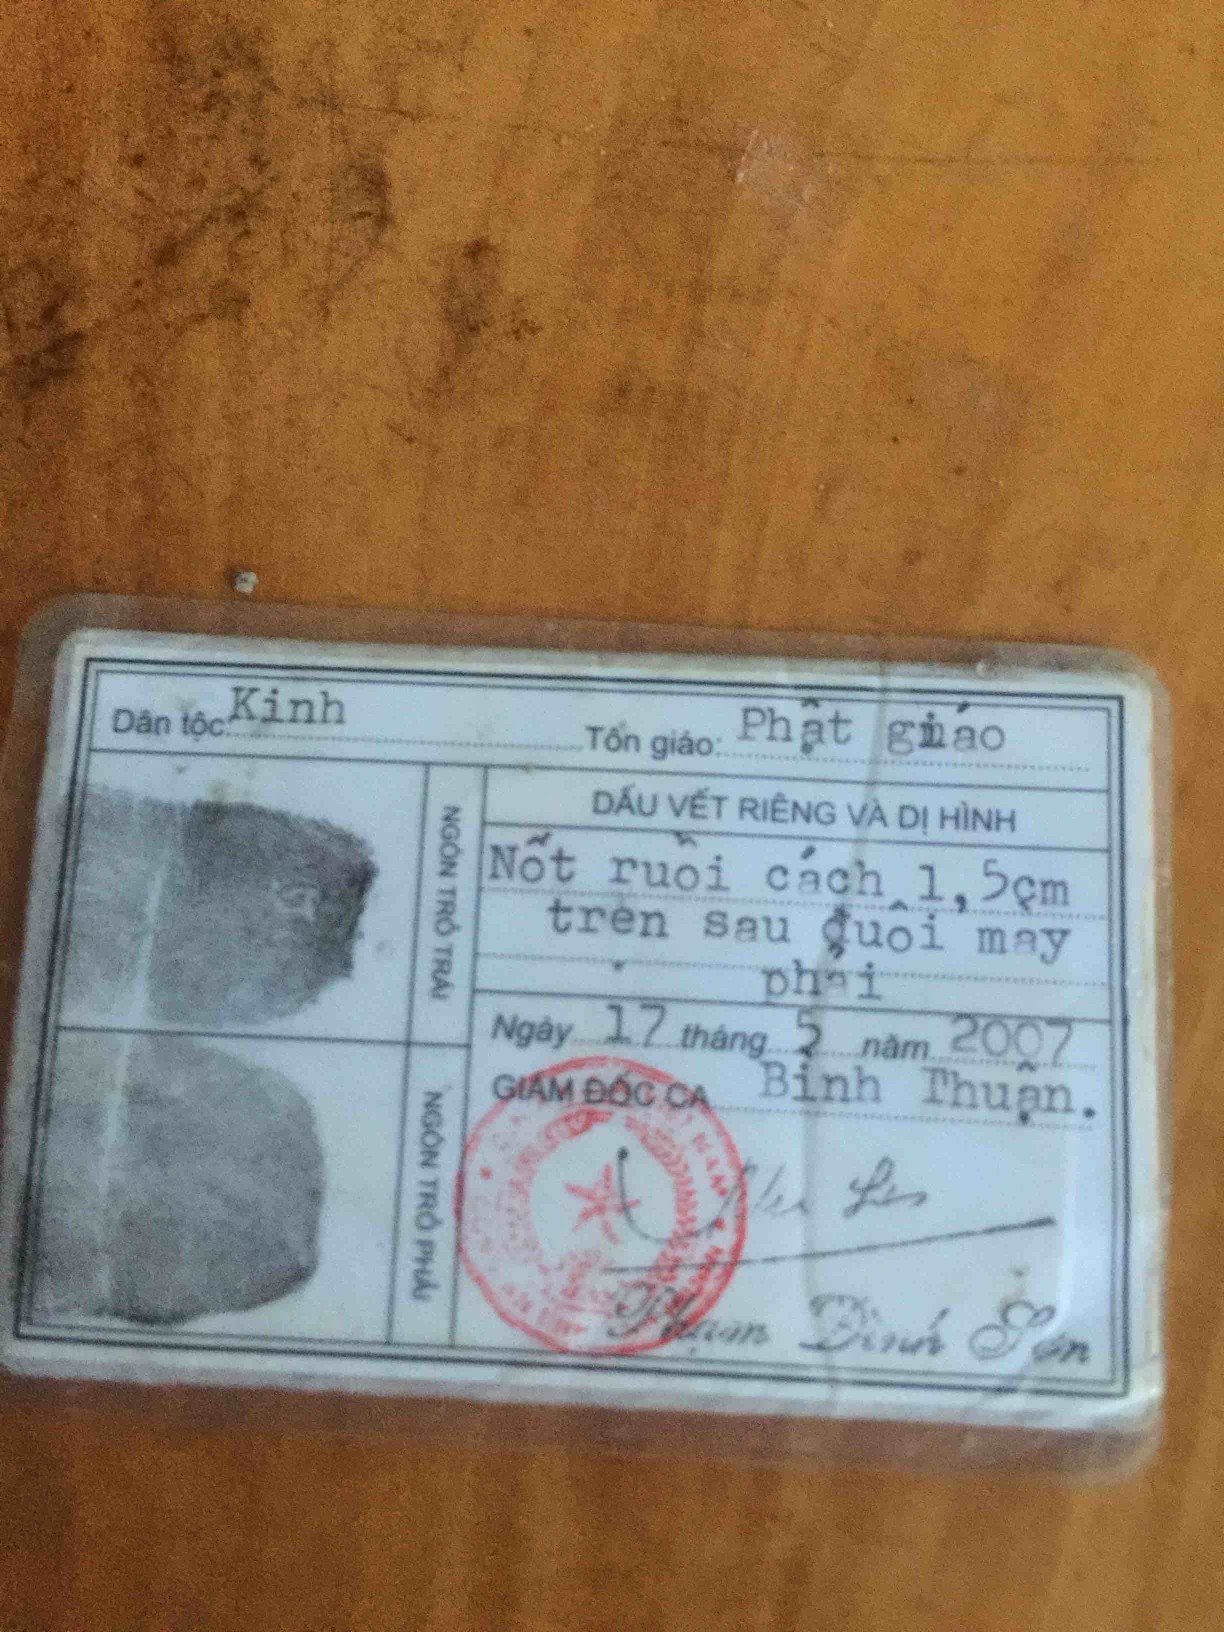 Dân tộc: Kinh Tôn giáo: Phật giáo
DẤU VẾT RIÊNG VÀ DỊ HÌNH
Nốt ruồi cách 1,5cm
trên sau đuôi mày
phải
Ngày 17 tháng 5 năm 2007
GIÁM ĐỐC CA Bình Thuận.
Phạm Đình Sơn
NGÓN TRỎ TRÁI
NGÓN TRỎ PHẢI